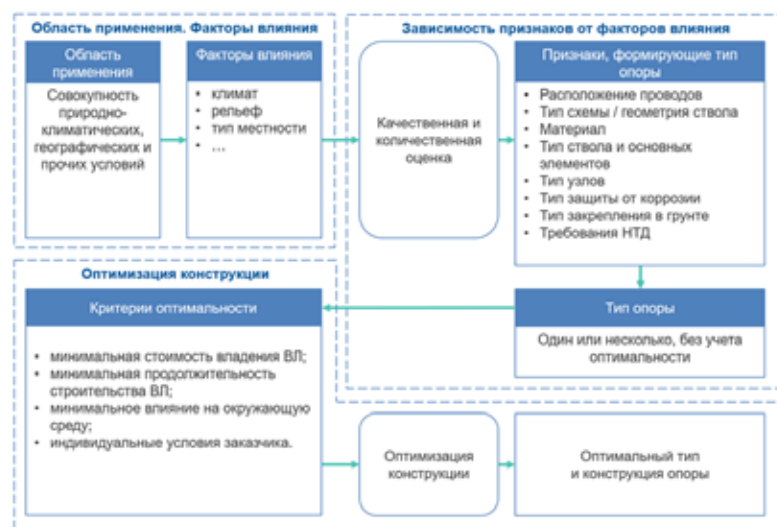 Область применения. Факторы влияния
Область
применения
Совокупность
природно-
климатических,
географических и
прочих условий
Факторы влияния
• климат
• рельеф
• тип местности
• ...
Зависимость признаков от факторов влияния
Качественная и
количественная
оценка
Признаки, формирующие тип
опоры
• Расположение проводов
• Тип схемы / геометрия ствола
• Материал
• Тип ствола и основных
элементов
• Тип узлов
• Тип защиты от коррозии
• Тип закрепления в грунте
• Требования НТД
Тип опоры
Один или несколько, без учета
оптимальности
Оптимизация конструкции
Критерии оптимальности
• минимальная стоимость владения ВЛ;
• минимальная продолжительность
строительства ВЛ;
• минимальное влияние на окружающую
среду;
• индивидуальные условия заказчика.
Оптимизация
конструкции
Оптимальный тип
и конструкция опоры